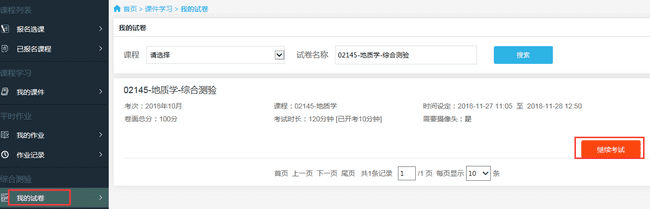 课程列表
报名选课
已报名课程
课程学习
我的课件
平时作业
我的作业
作业记录
综合测验
我的试卷
首页 > 课件学习 > 我的试卷
我的试卷
课程 请选择 试卷名称 02145-地质学-综合测验 搜索
02145-地质学-综合测验
考次：2018年10月 课程：02145-地质学 时间设定：2018-11-27 11:05 至 2018-11-28 12:50
卷面总分：100分 考试时长：120分钟 [已开考10分钟] 需要摄像头：是
继续考试
首页 上一页 下一页 尾页 共1条记录 1 /1 页 每页显示 10 条